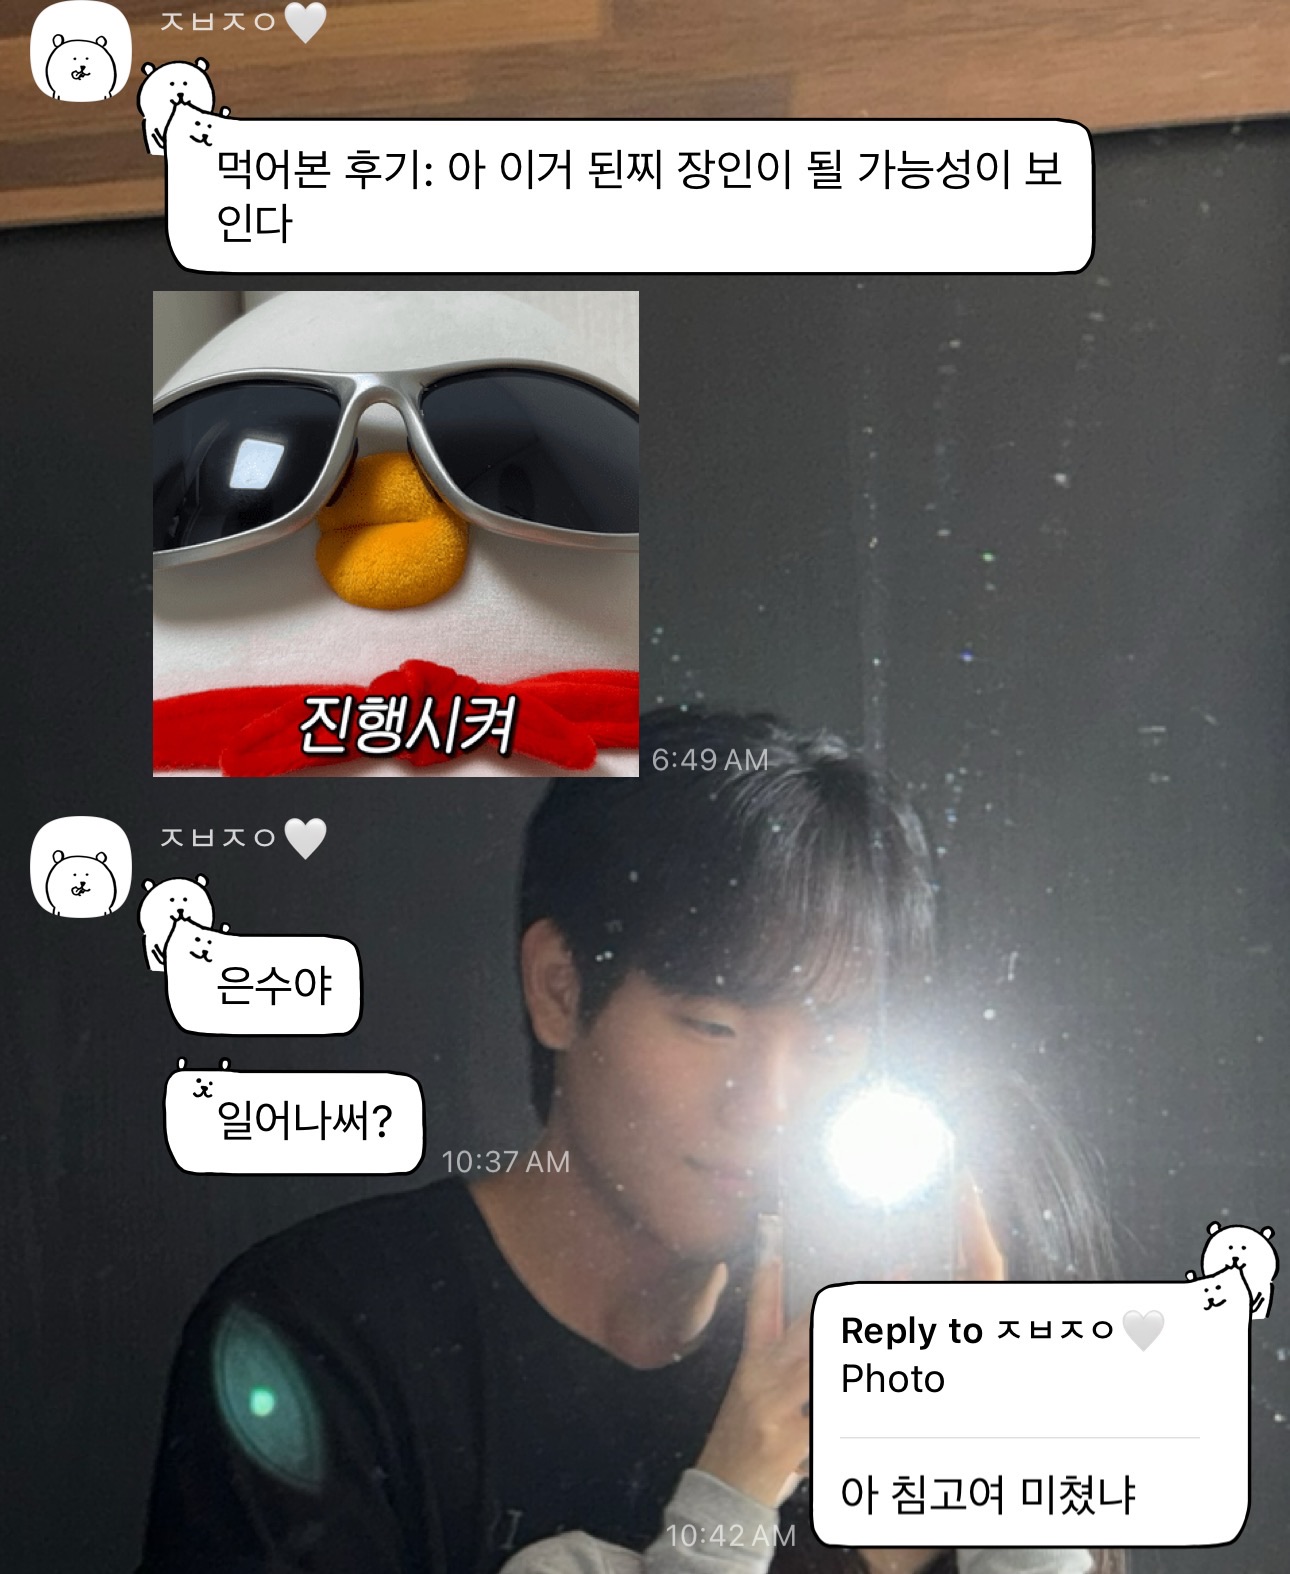 ㅈㅂㅈㅇ🤍
먹어본 후기: 아 이거 된찌 장인이 될 가능성이 보
인다
진행시켜
6:49 AM
ㅈㅂㅈㅇ🤍
은수야
일어나써?
10:37 AM
Reply to ㅈㅂㅈㅇ🤍
Photo
아 침고여 미쳤냐
10:42 AM